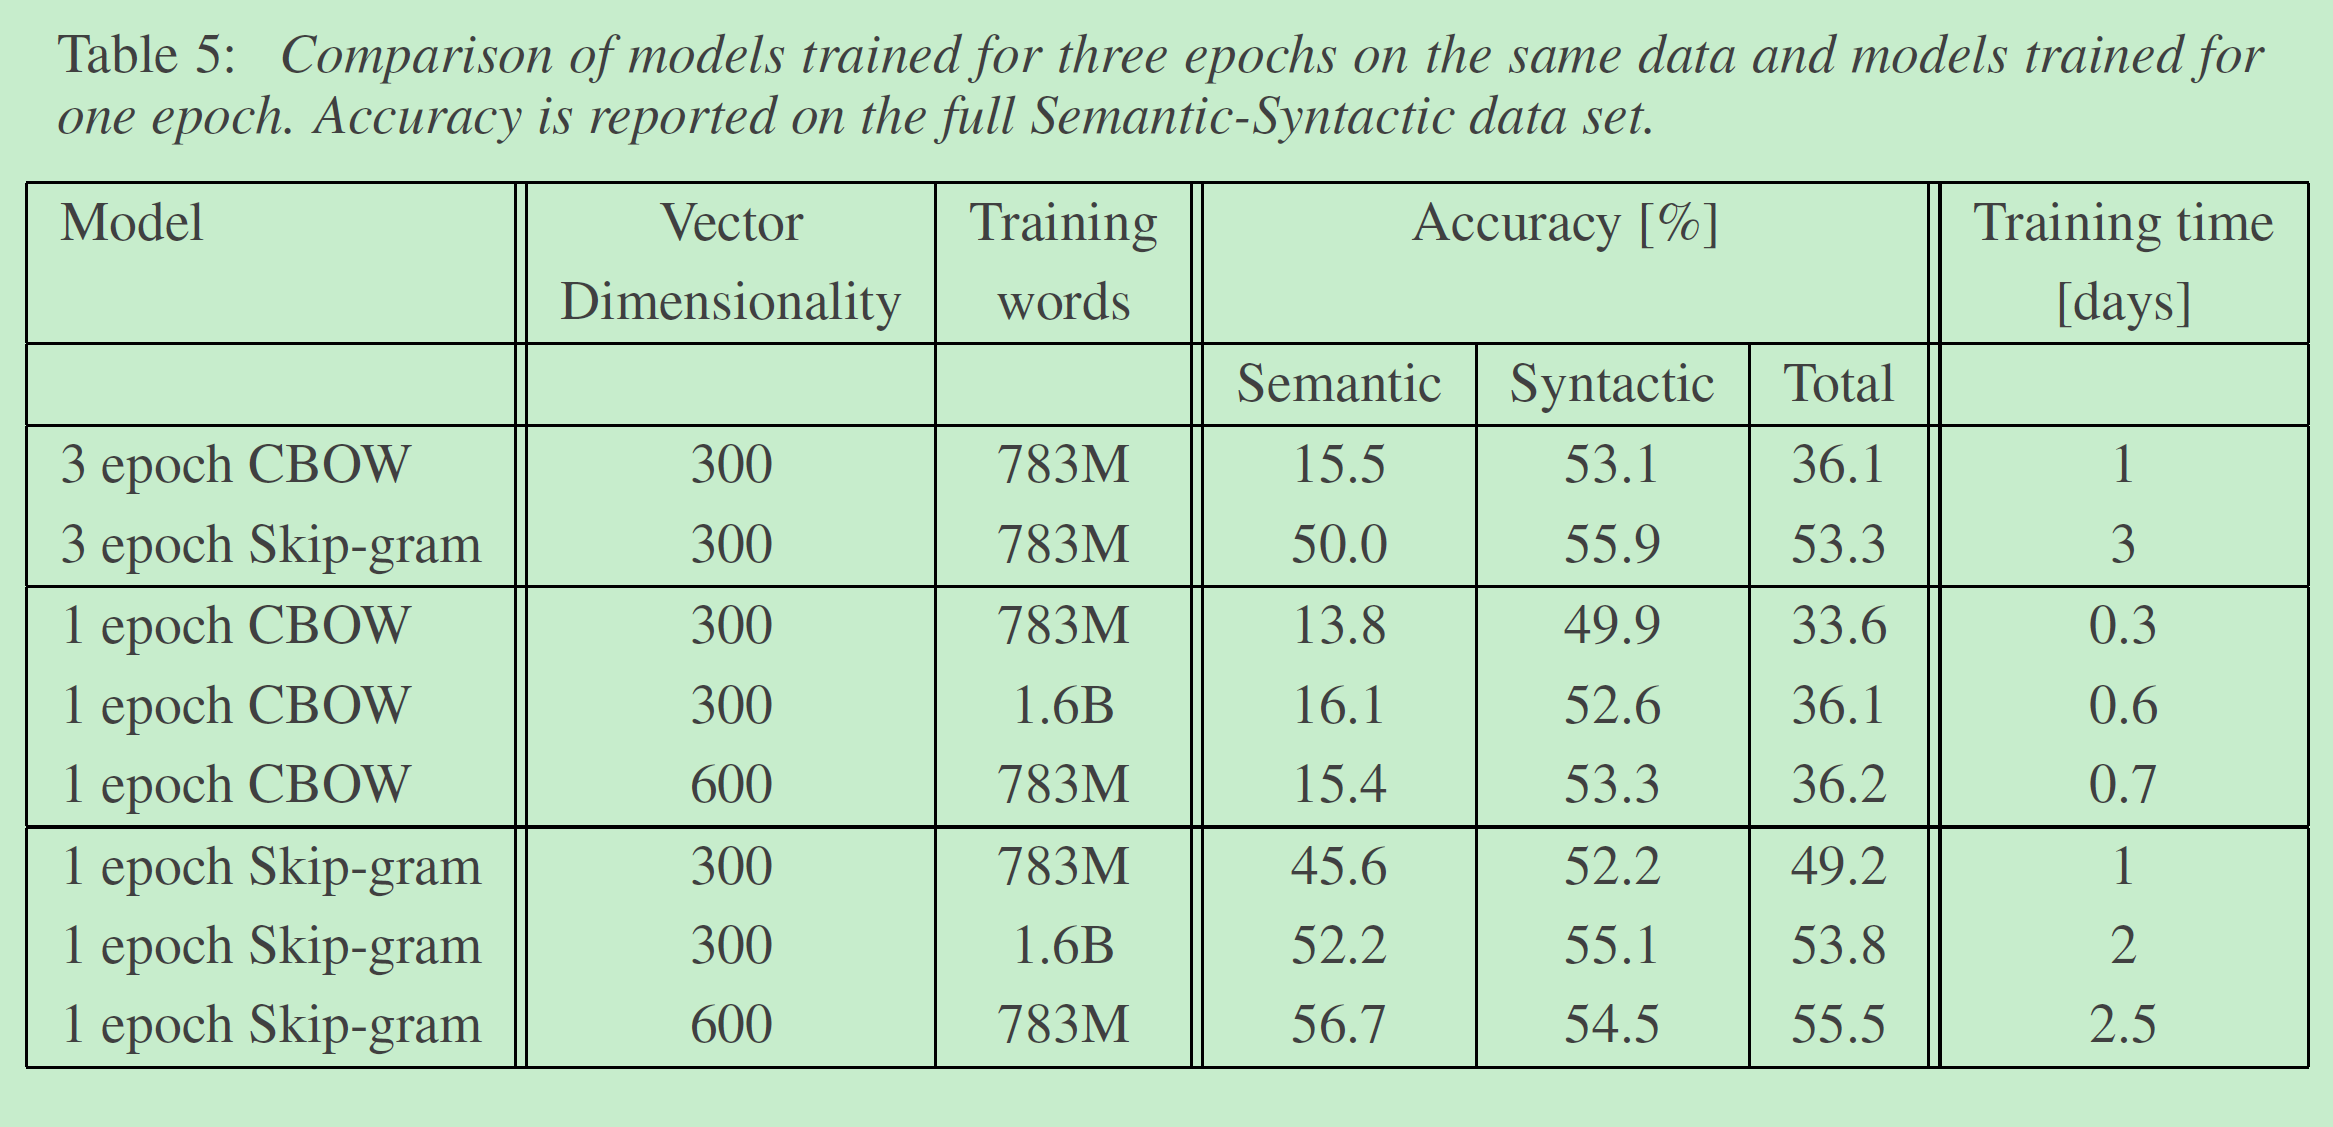 Table 5: Comparison of models trained for three epochs on the same data and models trained for
one epoch. Accuracy is reported on the full Semantic-Syntactic data set.
Model Vector Training Accuracy [%] Training time
Dimensionality words [days]
Semantic Syntactic Total
3 epoch CBOW 300 783M 15.5 53.1 36.1 1
3 epoch Skip-gram 300 783M 50.0 55.9 53.3 3
1 epoch CBOW 300 783M 13.8 49.9 33.6 0.3
1 epoch CBOW 300 1.6B 16.1 52.6 36.1 0.6
1 epoch CBOW 600 783M 15.4 53.3 36.2 0.7
1 epoch Skip-gram 300 783M 45.6 52.2 49.2 1
1 epoch Skip-gram 300 1.6B 52.2 55.1 53.8 2
1 epoch Skip-gram 600 783M 56.7 54.5 55.5 2.5